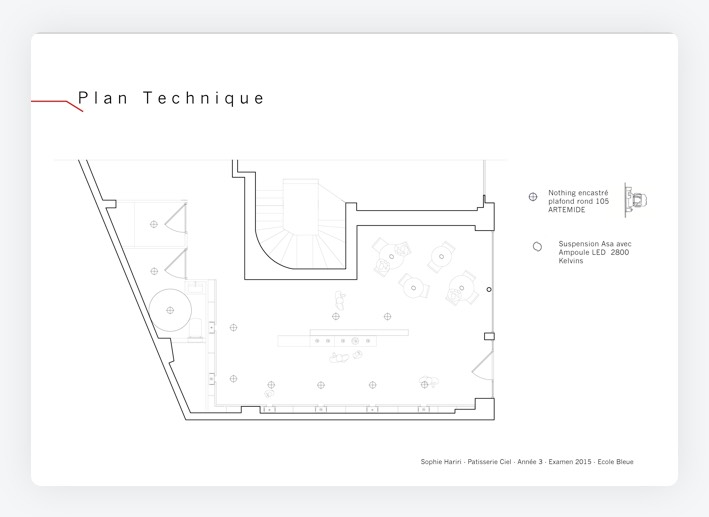 Plan Technique
Nothing encastré
plafond rond 105
ARTEMIDE
Suspension Asa avec
Ampoule LED 2800
Kelvins
Sophie Hariri - Patisserie Ciel - Année 3 - Examen 2015 - Ecole Bleue